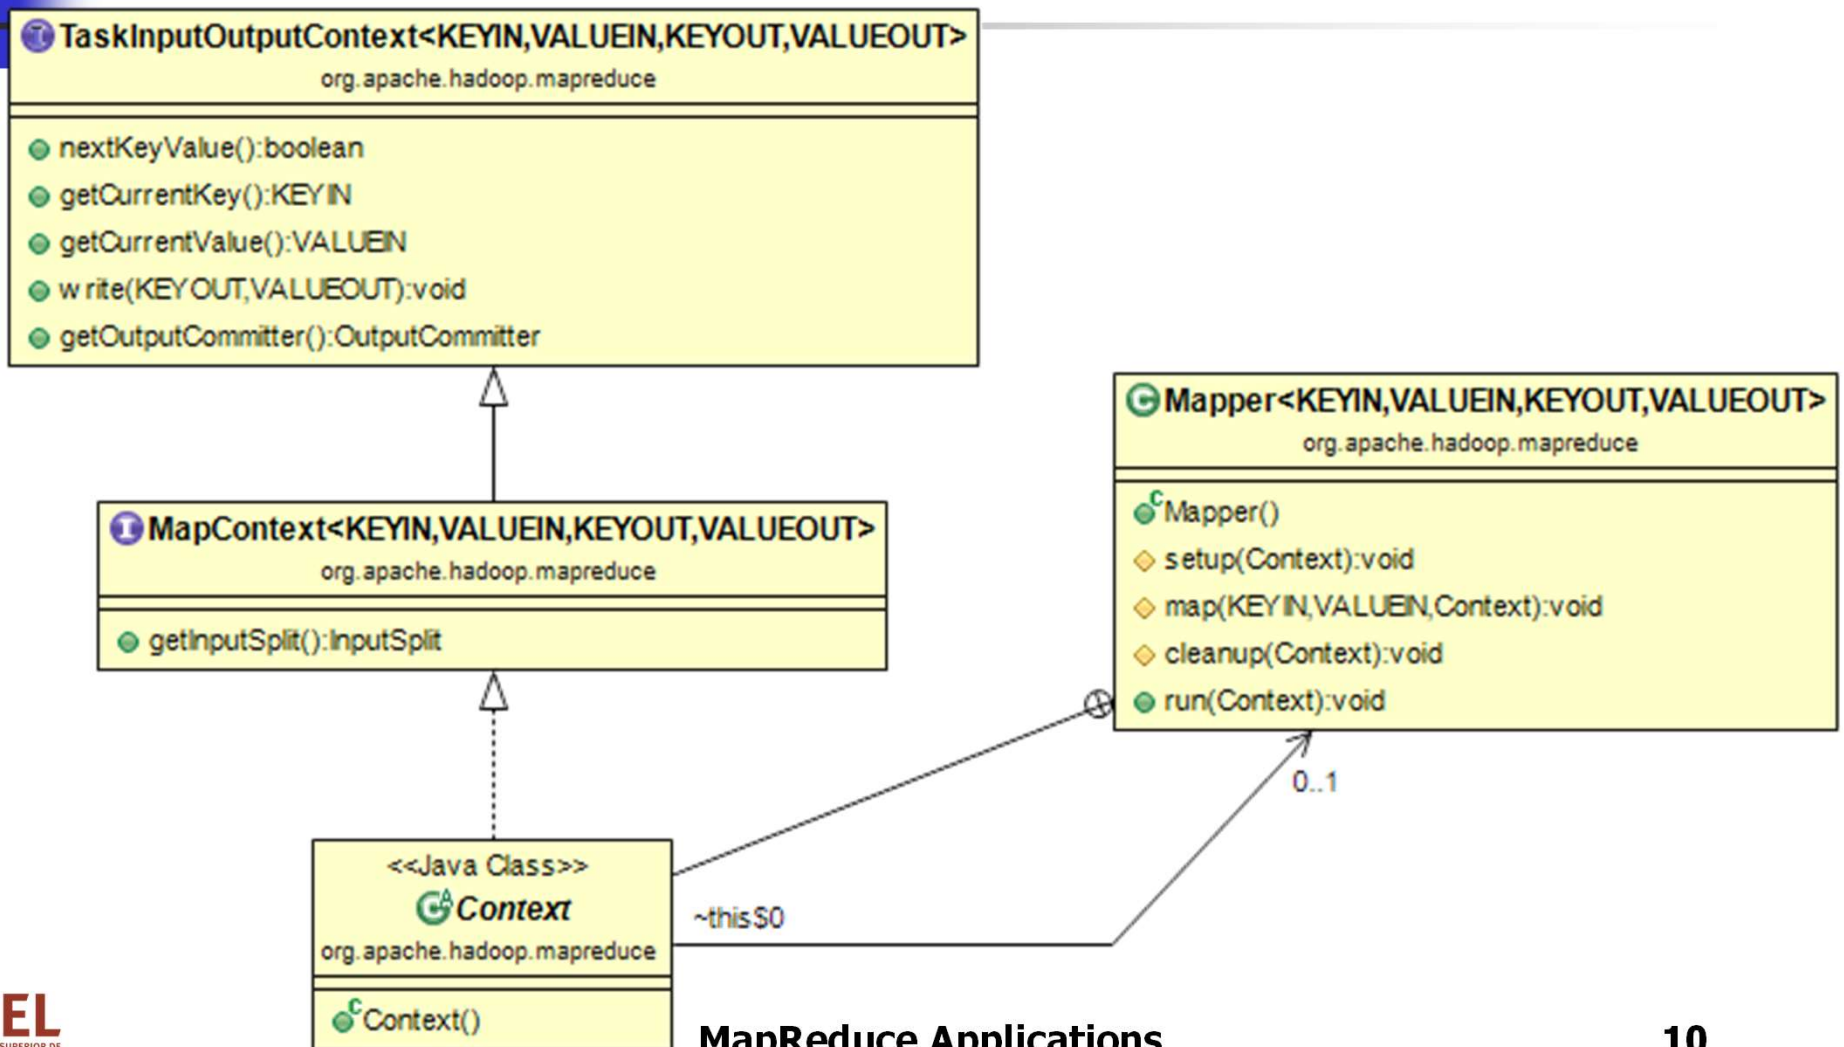 TaskInputOutputContext<KEYIN,VALUEIN,KEYOUT,VALUEOUT>
org.apache.hadoop.mapreduce
nextKeyValue():boolean
getCurrentKey():KEYIN
getCurrentValue():VALUEIN
write(KEYOUT,VALUEOUT):void
getOutputCommitter():OutputCommitter
Mapper<KEYIN,VALUEIN,KEYOUT,VALUEOUT>
org.apache.hadoop.mapreduce
Mapper()
setup(Context):void
map(KEYIN,VALUEIN,Context):void
cleanup(Context):void
run(Context):void
MapContext<KEYIN,VALUEIN,KEYOUT,VALUEOUT>
org.apache.hadoop.mapreduce
getInputSplit():InputSplit
0..1
<<Java Class>>
Context
org.apache.hadoop.mapreduce
Context()
~this$0
EL
SUPERIOR DE
MapReduce Applications
10